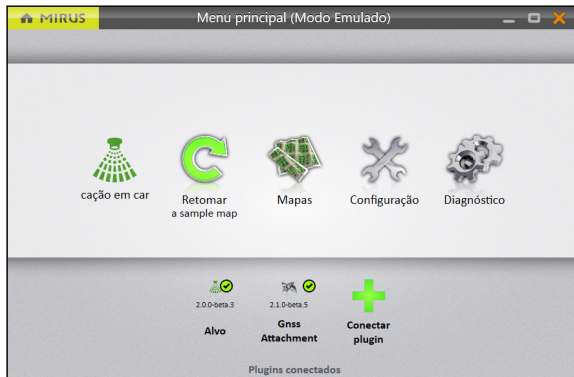 MIRUS
Menu principal (Modo Emulado)
cação em car
Retomar
a sample map
Mapas
Configuração
Diagnóstico
2.0.0-beta.3
Alvo
2.1.0-beta.5
Gnss
Attachment
Conectar
plugin
Plugins conectados